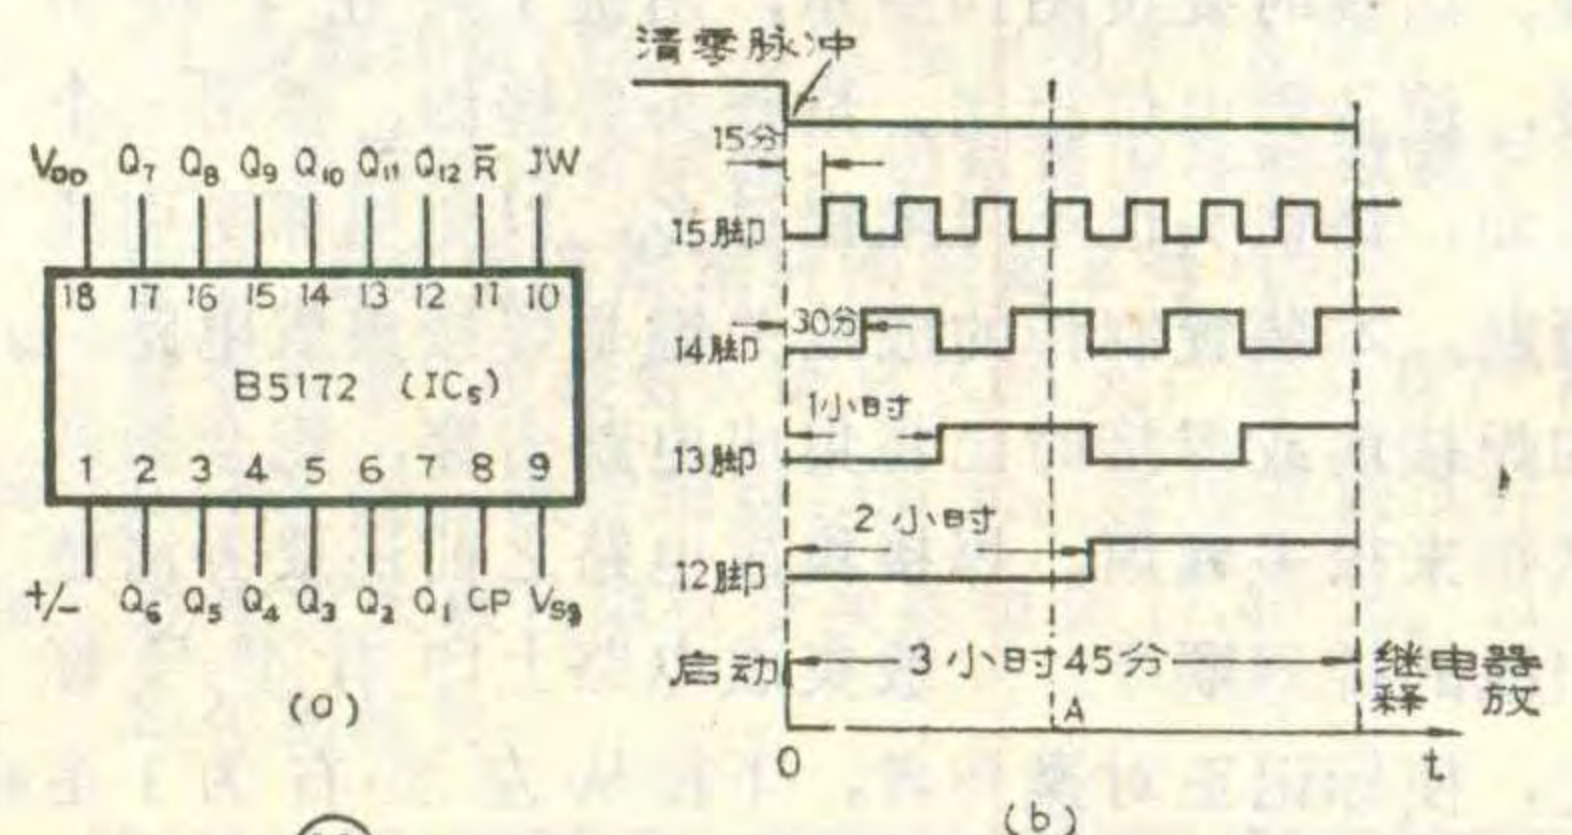 V_DD Q₇ Q₈ Q₉ Q₁₀ Q₁₁ Q₁₂ R̅ JW
18 17 16 15 14 13 12 11 10
B5172 (IC₅)
1 2 3 4 5 6 7 8 9
+/- Q₆ Q₅ Q₄ Q₃ Q₂ Q₁ CP V_SS
(a)
清零脉冲
15分
15脚
30分
14脚
1小时
13脚
2小时
12脚
启动 3小时45分 继电器
释放
A
0 t
(b)